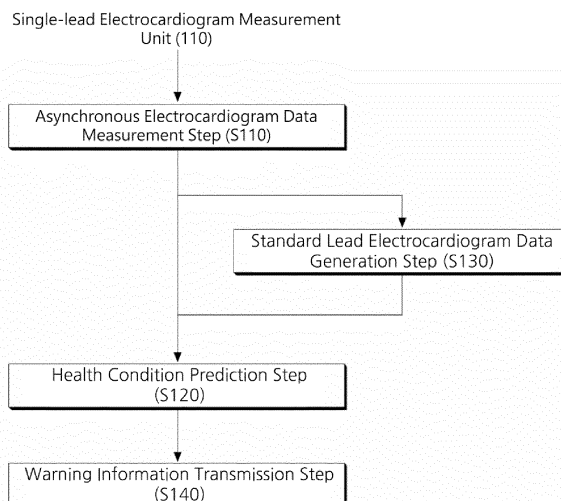 Single-lead Electrocardiogram Measurement
Unit (110)
Asynchronous Electrocardiogram Data
Measurement Step (S110)
Standard Lead Electrocardiogram Data
Generation Step (S130)
Health Condition Prediction Step
(S120)
Warning Information Transmission Step
(S140)